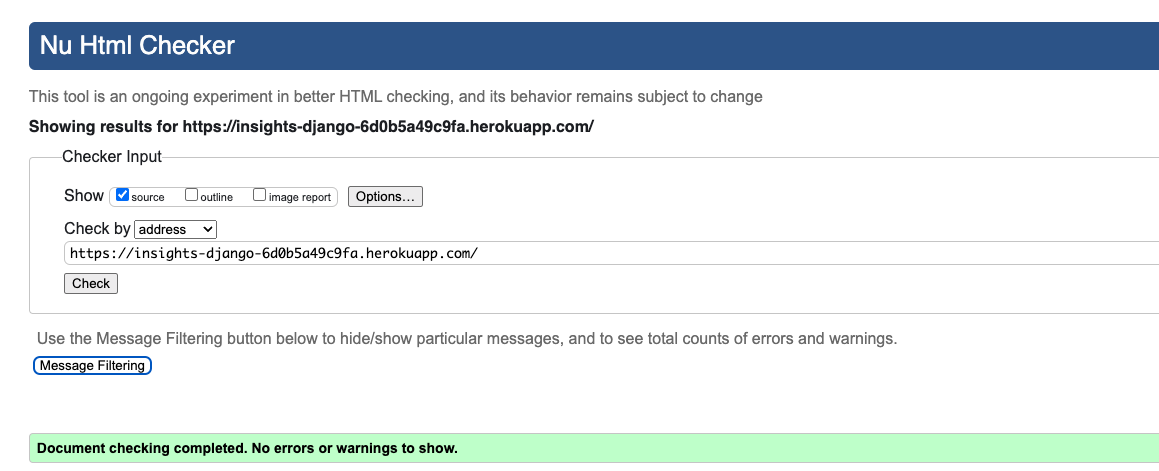 Nu Html Checker
This tool is an ongoing experiment in better HTML checking, and its behavior remains subject to change
Showing results for https://insights-django-6d0b5a49c9fa.herokuapp.com/
Checker Input
Show source outline image report Options...
Check by address
https://insights-django-6d0b5a49c9fa.herokuapp.com/
Check
Use the Message Filtering button below to hide/show particular messages, and to see total counts of errors and warnings.
Message Filtering
Document checking completed. No errors or warnings to show.